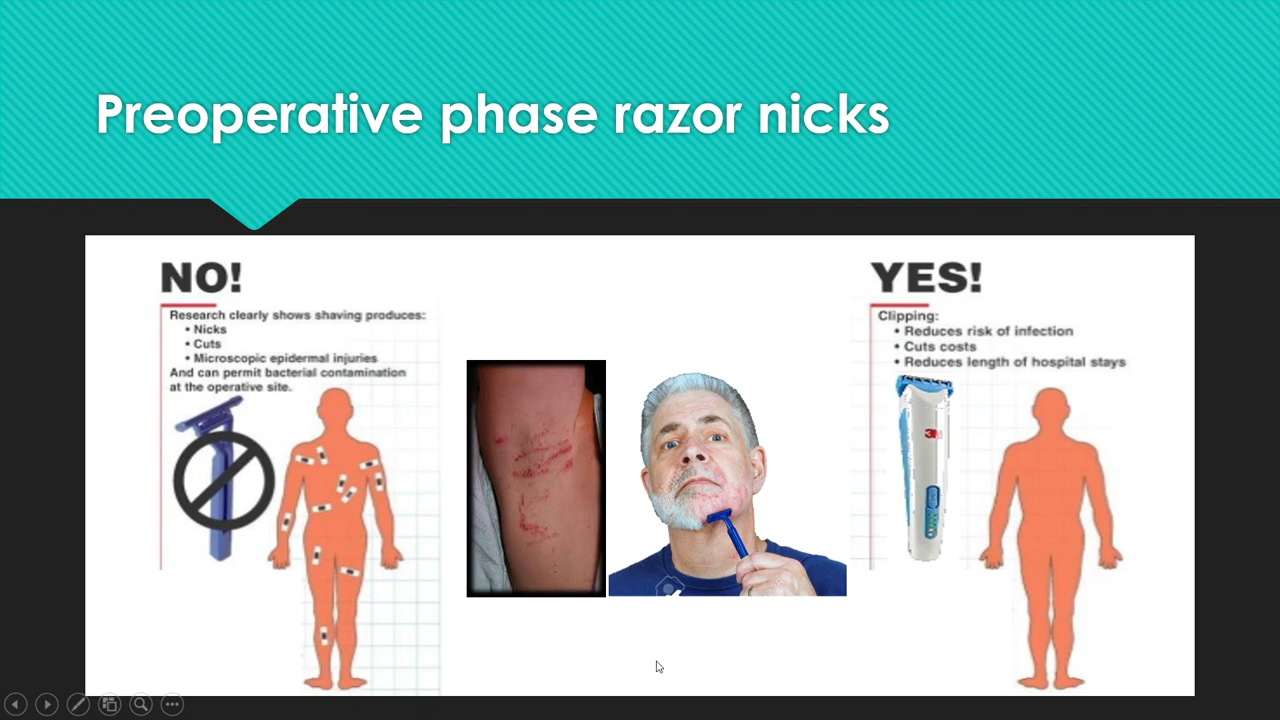 Preoperative phase razor nicks
NO!
Research clearly shows shaving produces:
• Nicks
• Cuts
• Microscopic epidermal injuries
And can permit bacterial contamination
at the operative site.
YES!
Clipping:
• Reduces risk of infection
• Cuts costs
• Reduces length of hospital stays
3M